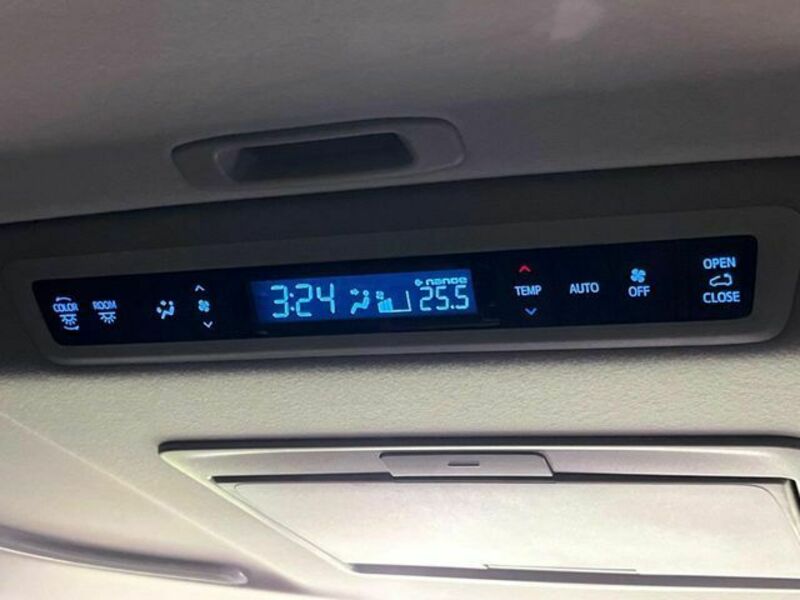 COLOR
ROOM
3:24
nanoe
25.5
TEMP
AUTO
OFF
OPEN
CLOSE